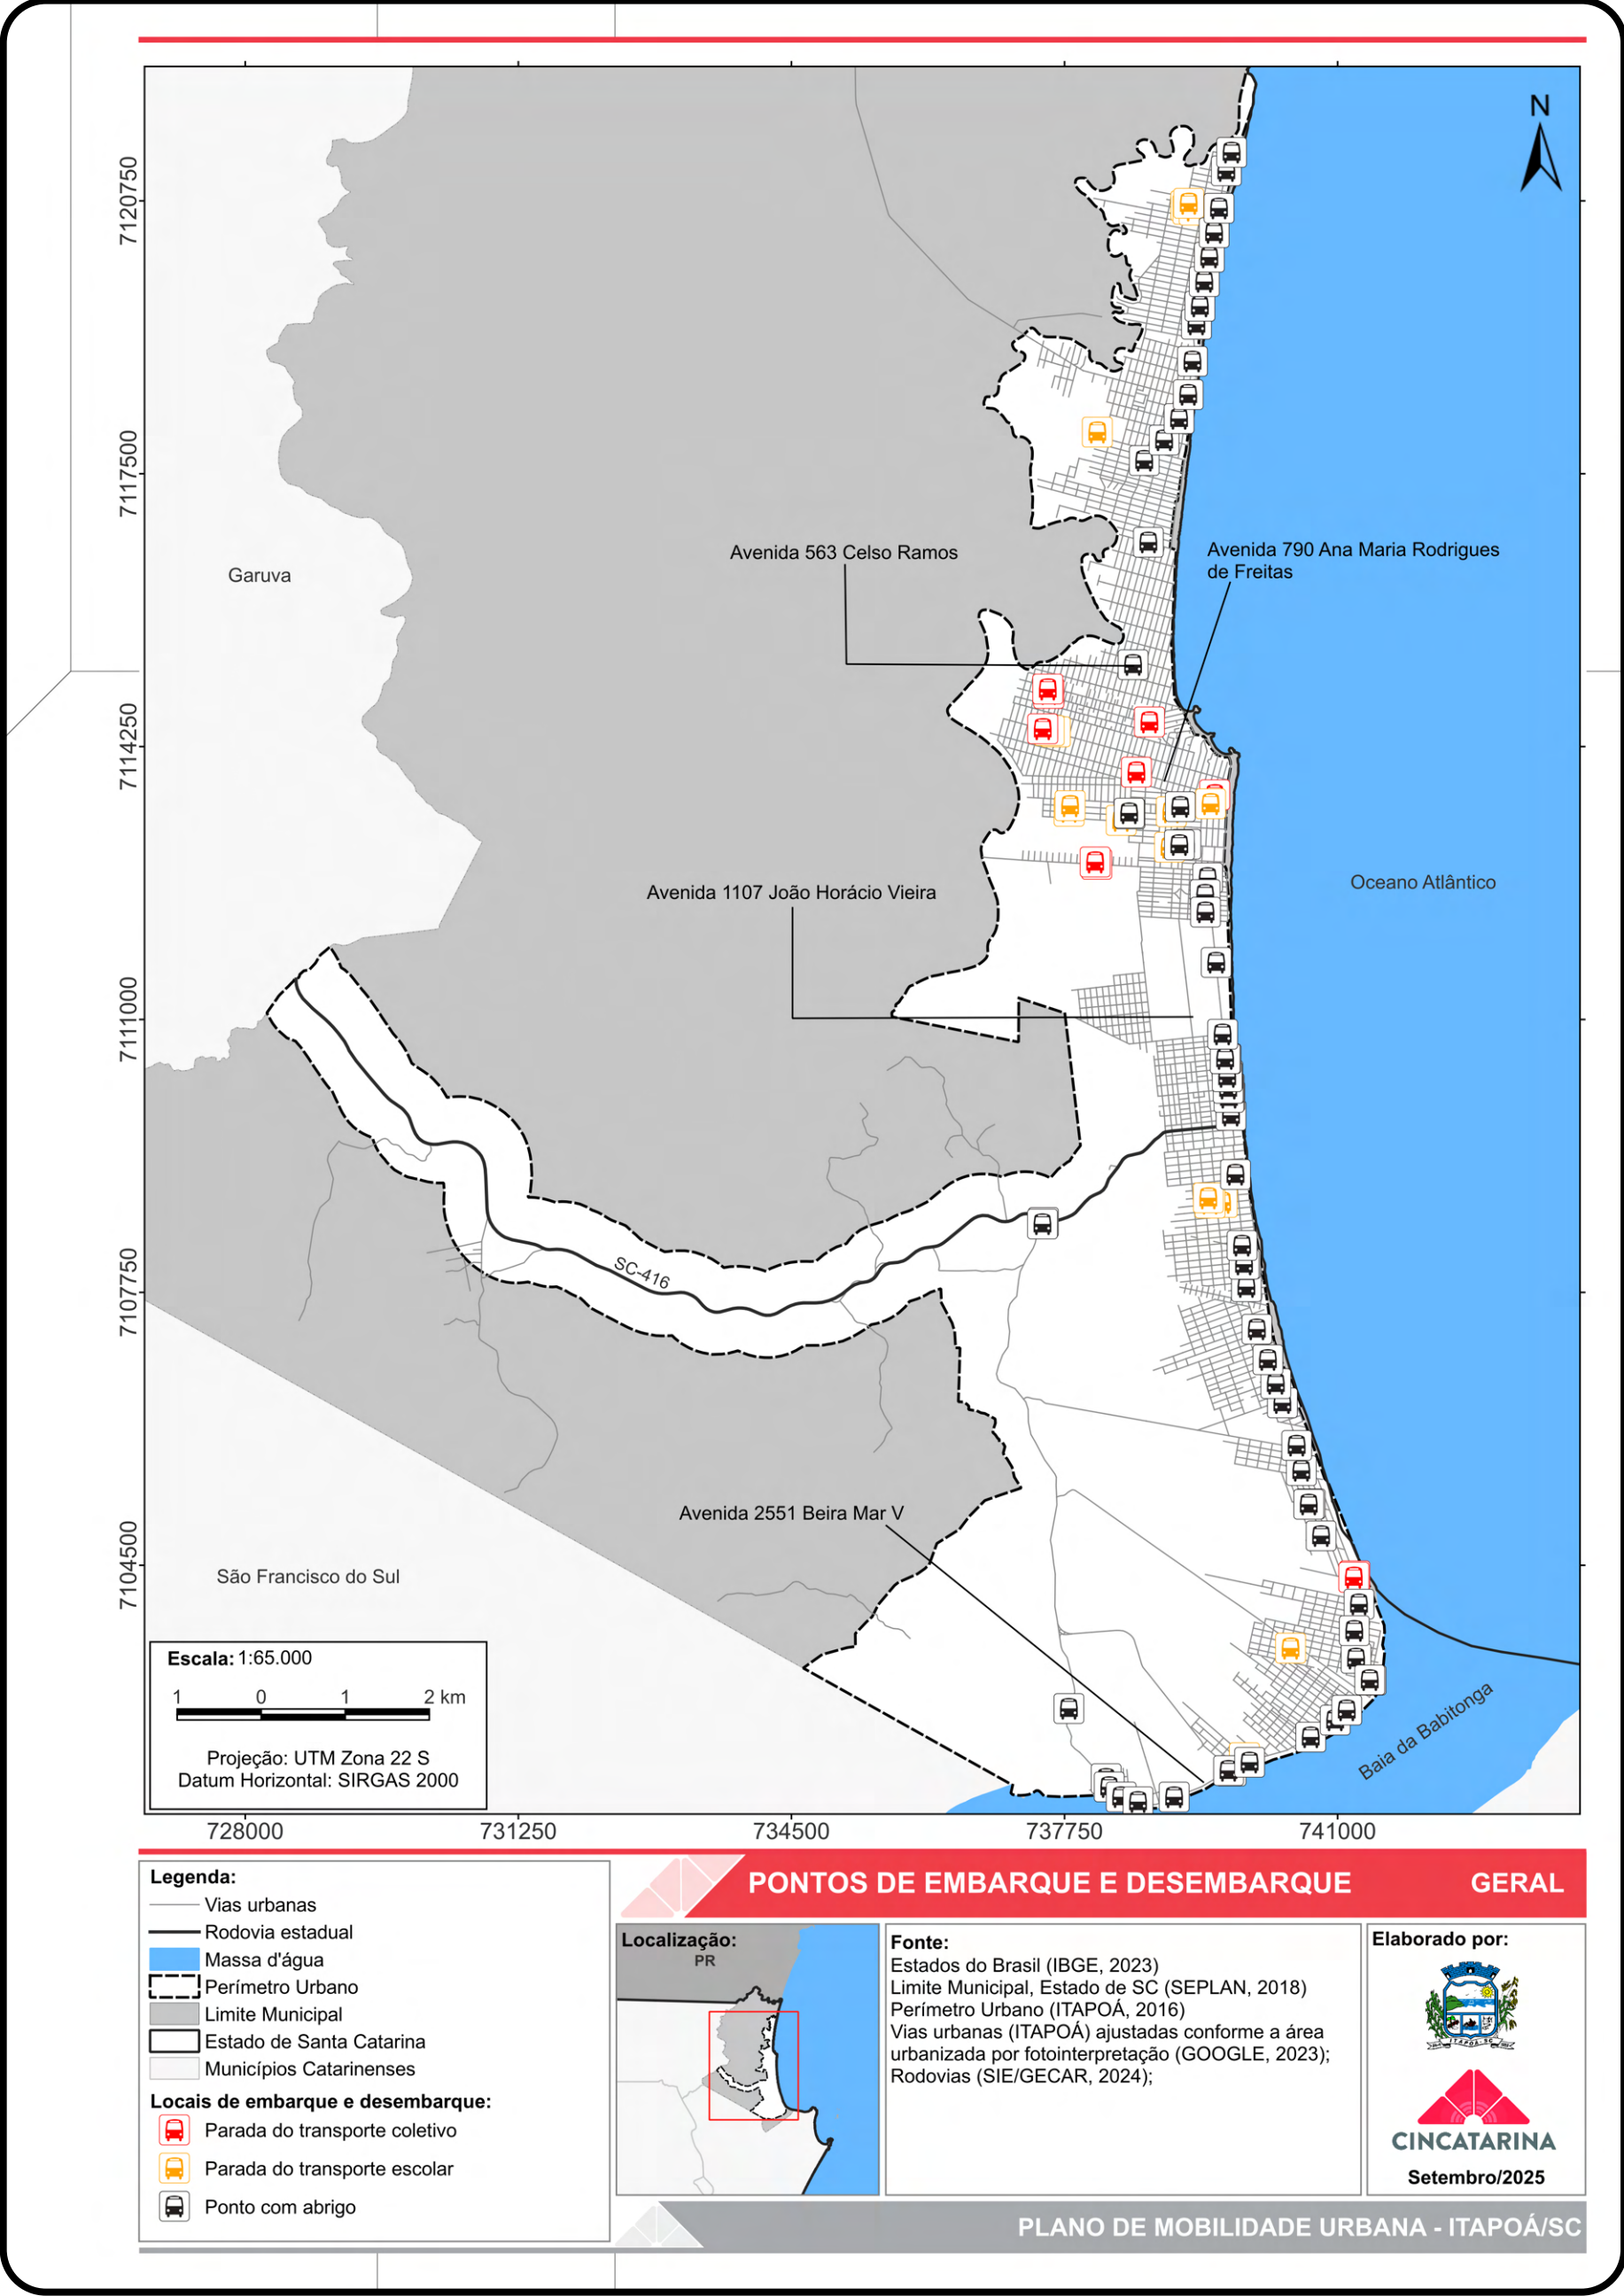 N
7120750
7117500
7114250
7111000
7107750
7104500
Garuva
Avenida 563 Celso Ramos
Avenida 790 Ana Maria Rodrigues
de Freitas
Avenida 1107 João Horácio Vieira
Oceano Atlântico
SC-416
Avenida 2551 Beira Mar V
São Francisco do Sul
Baia da Babitonga
Escala: 1:65.000
1 0 1 2 km
Projeção: UTM Zona 22 S
Datum Horizontal: SIRGAS 2000
728000 731250 734500 737750 741000
Legenda:
Vias urbanas
Rodovia estadual
Massa d'água
Perímetro Urbano
Limite Municipal
Estado de Santa Catarina
Municípios Catarinenses
Locais de embarque e desembarque:
Parada do transporte coletivo
Parada do transporte escolar
Ponto com abrigo
PONTOS DE EMBARQUE E DESEMBARQUE GERAL
Localização:
PR
Fonte:
Estados do Brasil (IBGE, 2023)
Limite Municipal, Estado de SC (SEPLAN, 2018)
Perímetro Urbano (ITAPOÁ, 2016)
Vias urbanas (ITAPOÁ) ajustadas conforme a área
urbanizada por fotointerpretação (GOOGLE, 2023);
Rodovias (SIE/GECAR, 2024);
Elaborado por:
ITAPOÁ-SC
CINCATARINA
Setembro/2025
PLANO DE MOBILIDADE URBANA - ITAPOÁ/SC